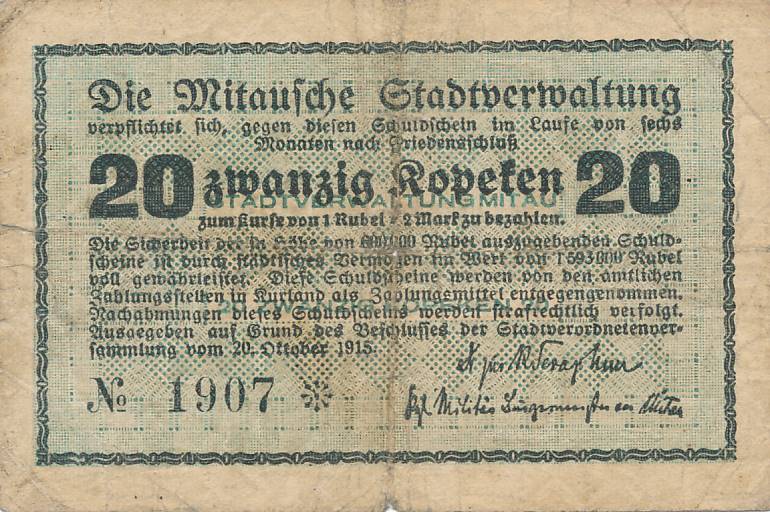 Die Mitausche Stadtverwaltung
verpflichtet sich, gegen diesen Schuldschein im Laufe von sechs
Monaten nach Friedensschluß
20 zwanzig Kopeken 20
STADTVERWALTUNG MITAU
zum Kurse von 1 Rubel = 2 Mark zu bezahlen.
Die Sicherheit der in Höhe von Rubel auszugebenden Schuld-
scheine ist durch städtisches Vermögen im Wert von 1593000 Rubel
voll gewährleistet. Diese Schuldscheine werden von den amtlichen
Zahlungsstellen in Kurland als Zahlungsmittel entgegengenommen.
Nachahmungen dieses Schuldscheins werden strafrechtlich verfolgt.
Ausgegeben auf Grund des Beschlusses der Stadtverordnetenver-
sammlung vom 20. Oktober 1915.
No 1907
Militär Bürgermeister Mitau